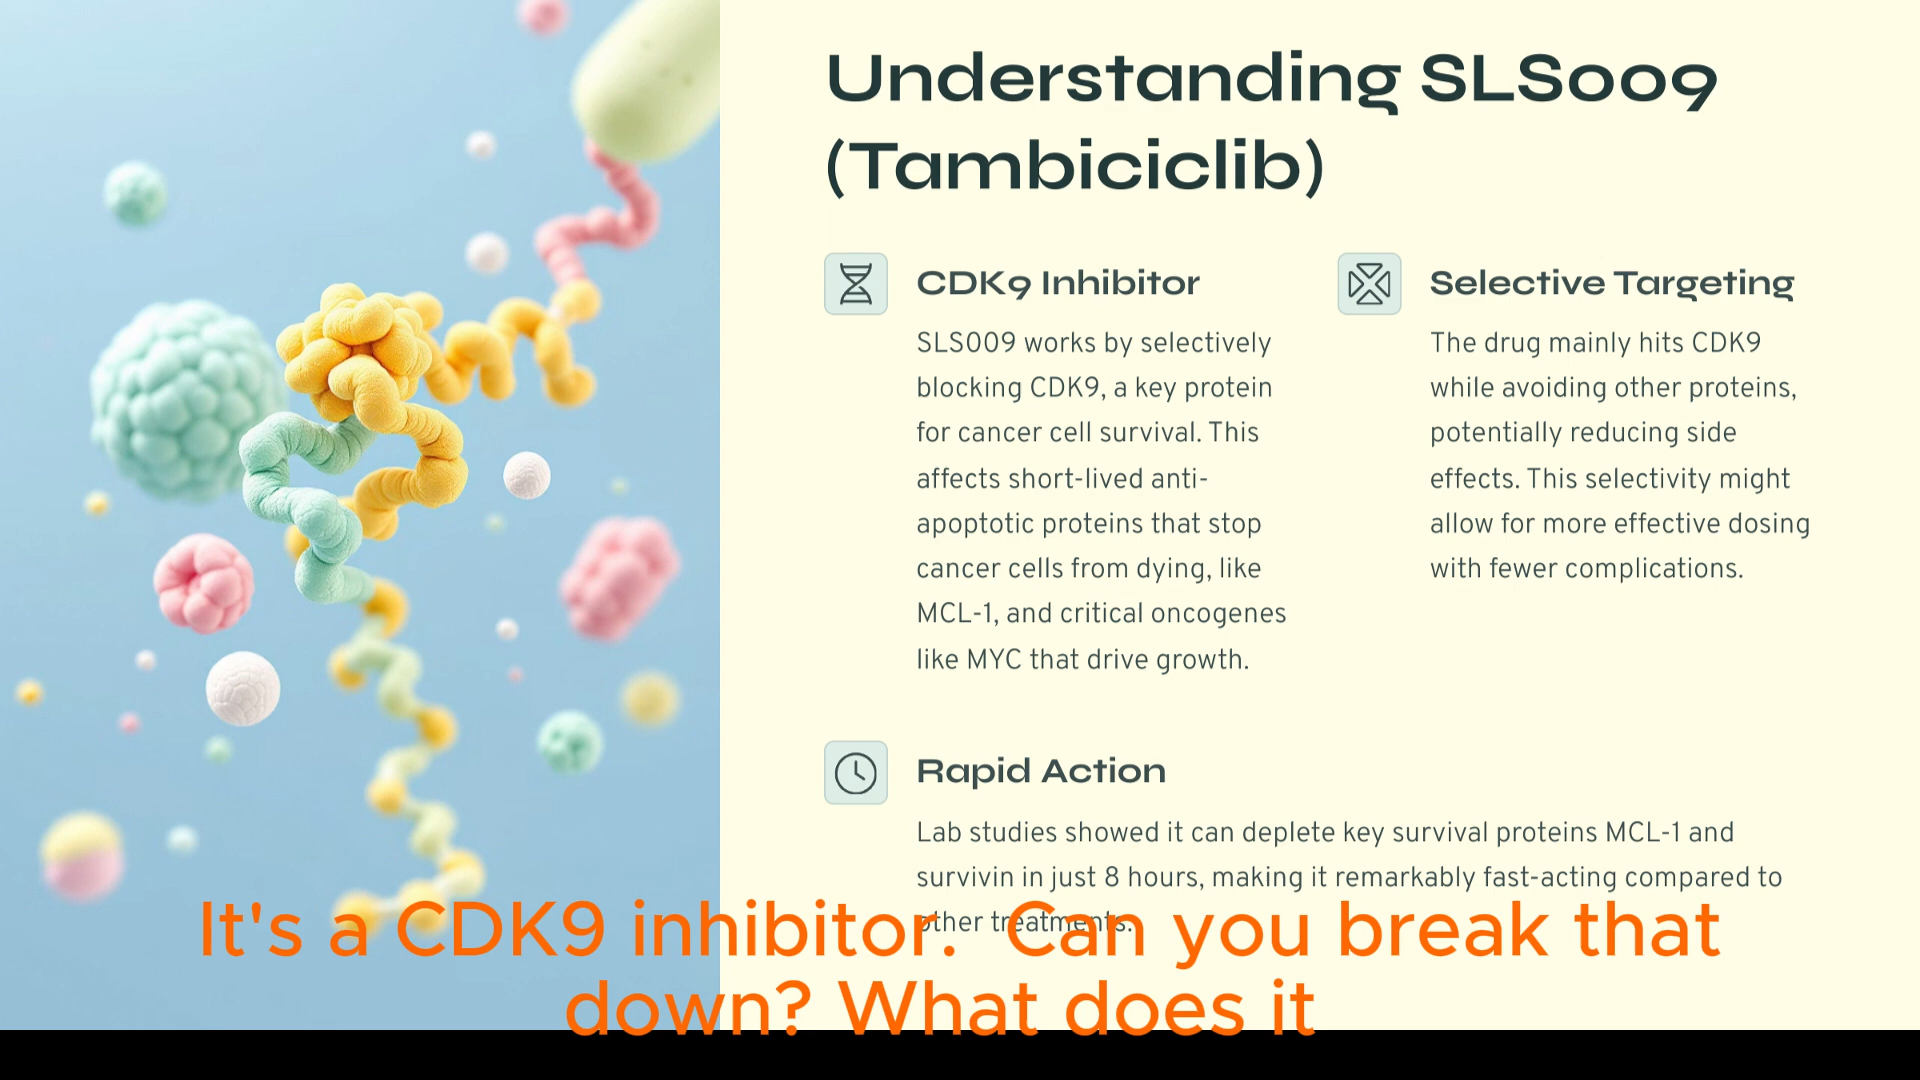 Understanding SLS009
(Tambiciclib)
CDK9 Inhibitor
SLS009 works by selectively
blocking CDK9, a key protein
for cancer cell survival. This
affects short-lived anti-
apoptotic proteins that stop
cancer cells from dying, like
MCL-1, and critical oncogenes
like MYC that drive growth.
Selective Targeting
The drug mainly hits CDK9
while avoiding other proteins,
potentially reducing side
effects. This selectivity might
allow for more effective dosing
with fewer complications.
Rapid Action
Lab studies showed it can deplete key survival proteins MCL-1 and
survivin in just 8 hours, making it remarkably fast-acting compared to
other treatments.
It's a CDK9 inhibitor.  Can you break that
down? What does it